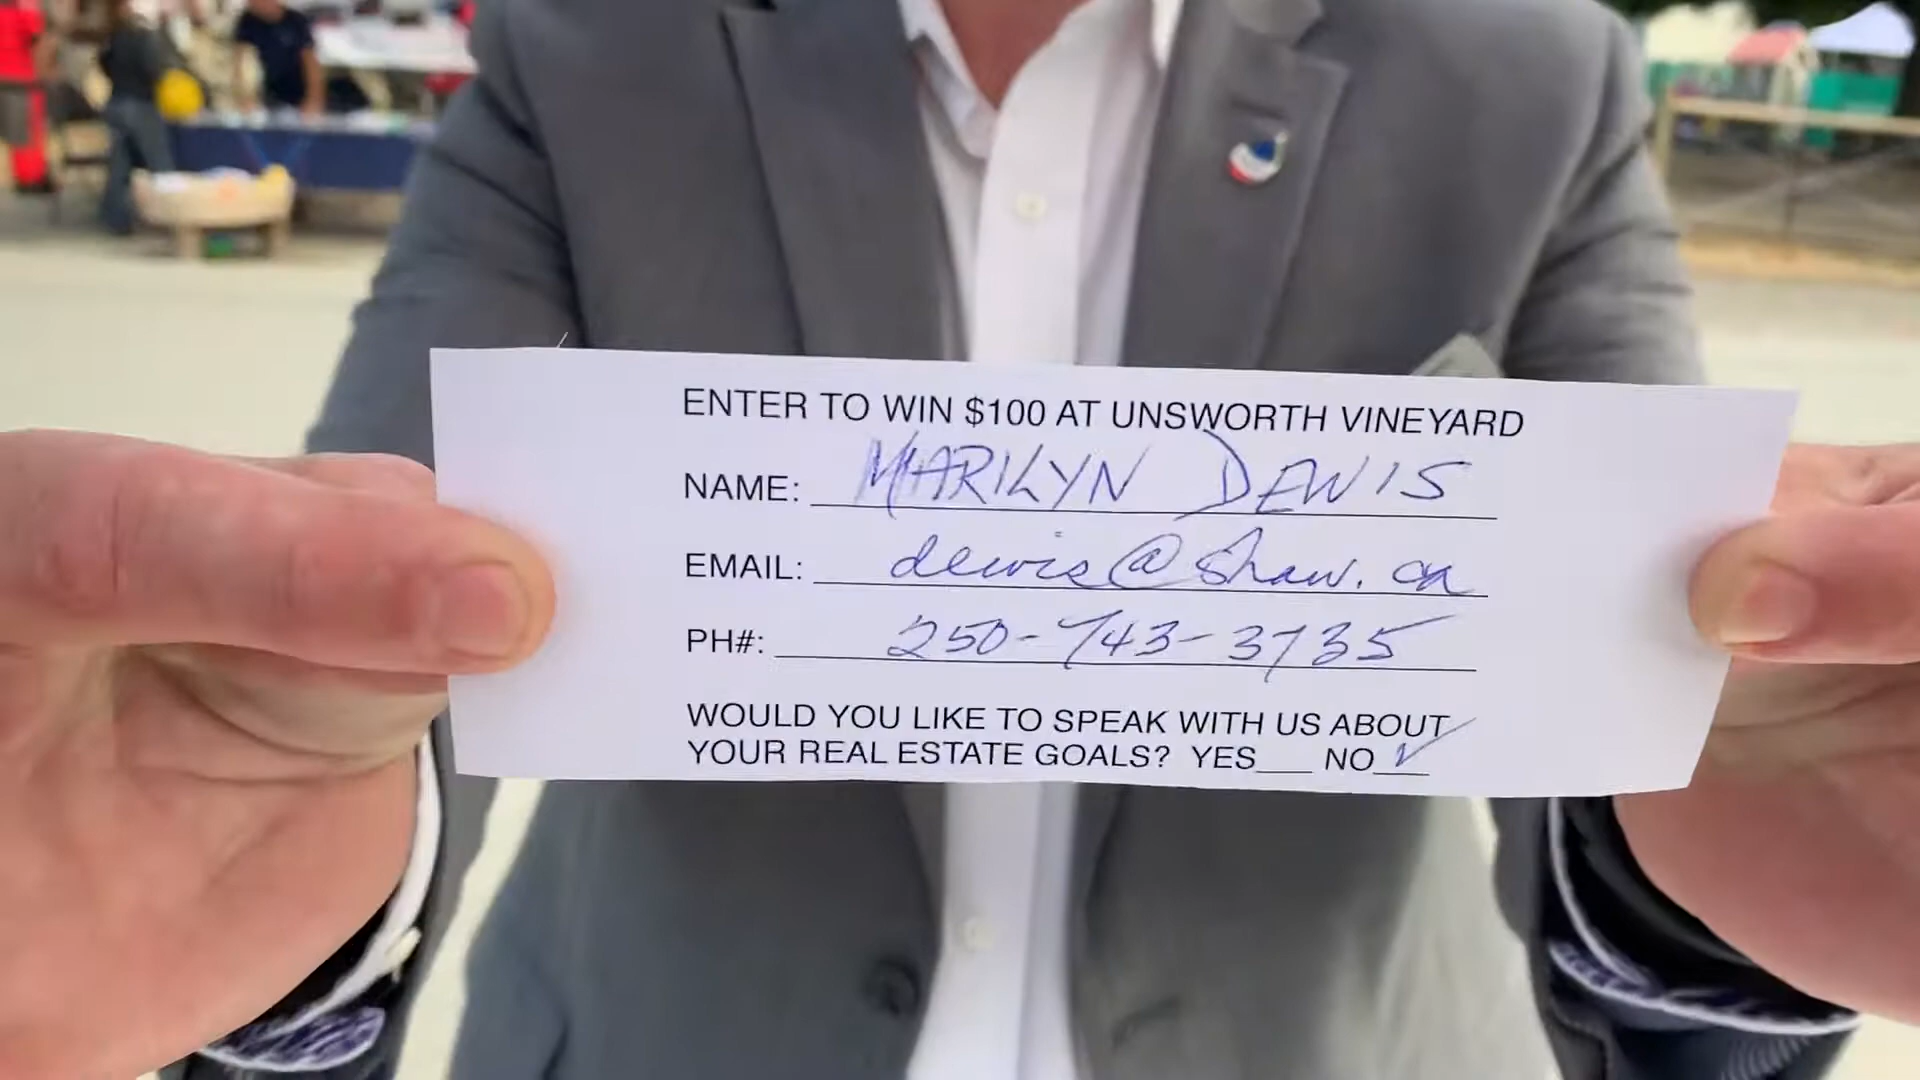 ENTER TO WIN $100 AT UNSWORTH VINEYARD
NAME: MARILYN DEWIS
EMAIL: dewis@shaw.ca
PH#: 250-743-3735
WOULD YOU LIKE TO SPEAK WITH US ABOUT
YOUR REAL ESTATE GOALS? YES___ NO_✓_